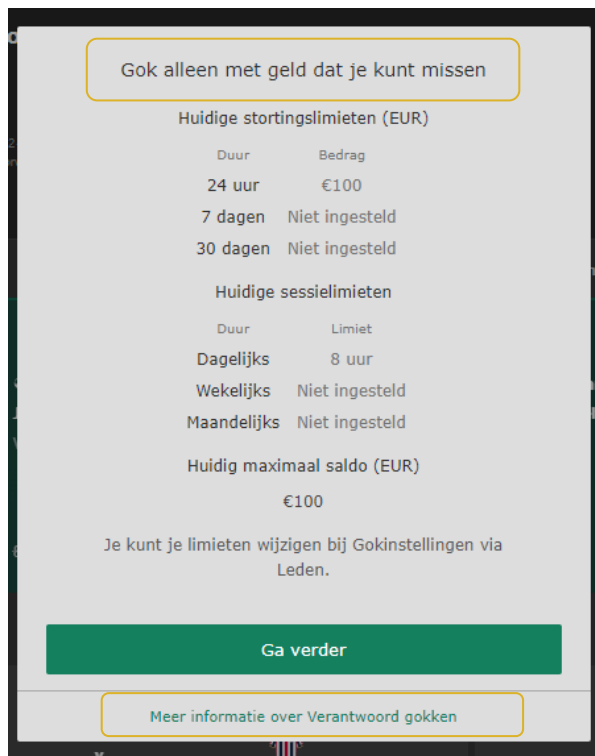 Gok alleen met geld dat je kunt missen
Huidige stortingslimieten (EUR)
Duur Bedrag
24 uur €100
7 dagen Niet ingesteld
30 dagen Niet ingesteld
Huidige sessielimieten
Duur Limiet
Dagelijks 8 uur
Wekelijks Niet ingesteld
Maandelijks Niet ingesteld
Huidig maximaal saldo (EUR)
€100
Je kunt je limieten wijzigen bij Gokinstellingen via
Leden.
Ga verder
Meer informatie over Verantwoord gokken